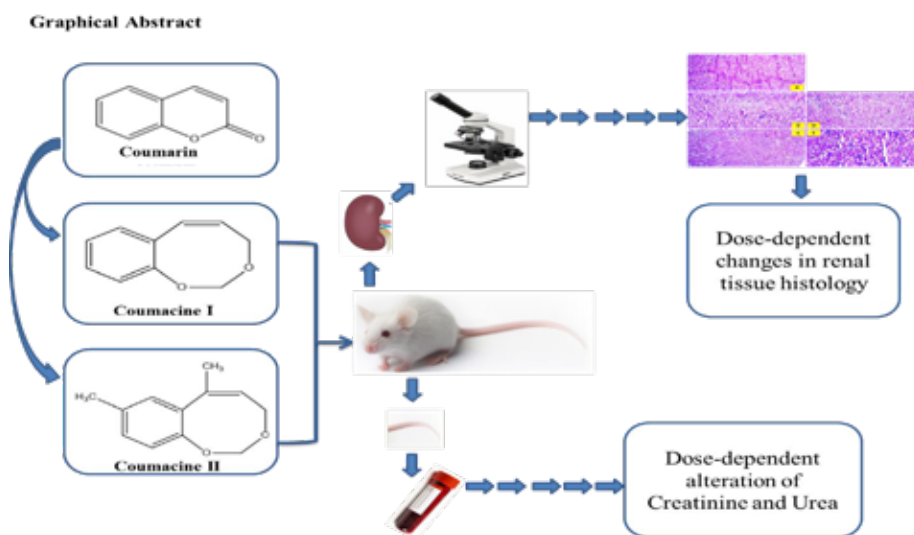 Graphical Abstract
O
O
Coumarin
O
O
Coumacine I
CH₃
H₃C
O
O
Coumacine II
Dose-dependent
changes in renal
tissue histology
Dose-dependent
alteration of
Creatinine and Urea